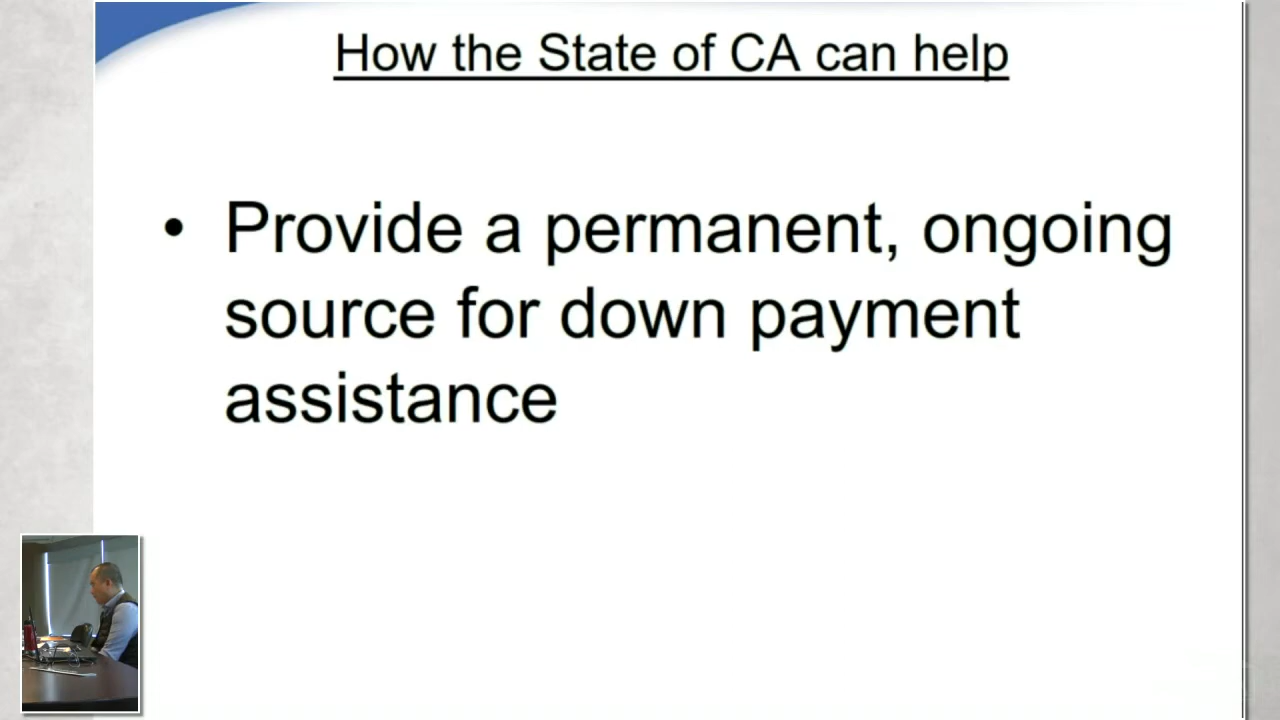 How the State of CA can help
• Provide a permanent, ongoing
source for down payment
assistance